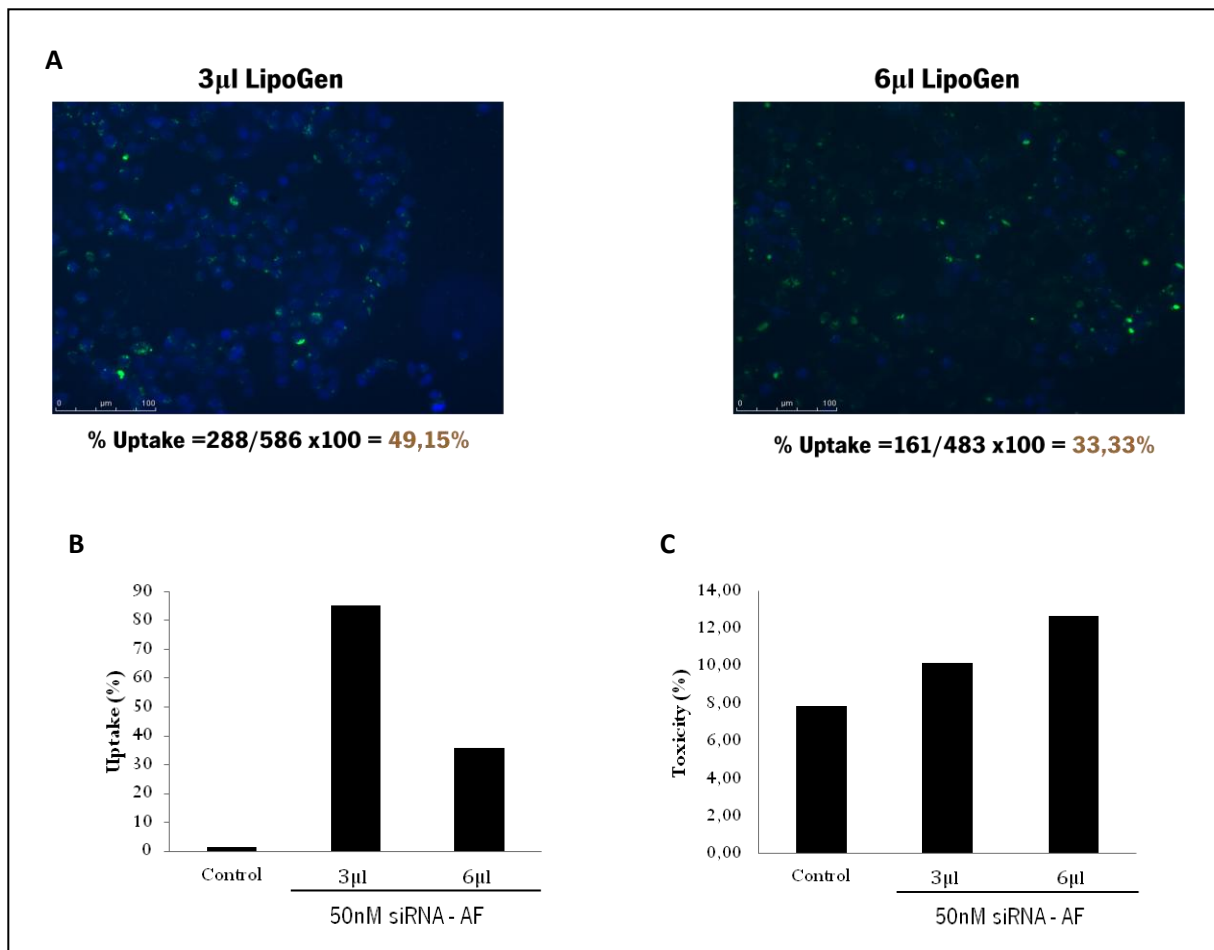 A
3µl LipoGen
6µl LipoGen
0 µm 100
0 µm 100
% Uptake =288/586 x100 = 49,15%
% Uptake =161/483 x100 = 33,33%
B
Uptake (%)
90
80
70
60
50
40
30
20
10
0
Control
3µl
6µl
50nM siRNA - AF
C
Toxicity (%)
14,00
12,00
10,00
8,00
6,00
4,00
2,00
0,00
Control
3µl
6µl
50nM siRNA - AF